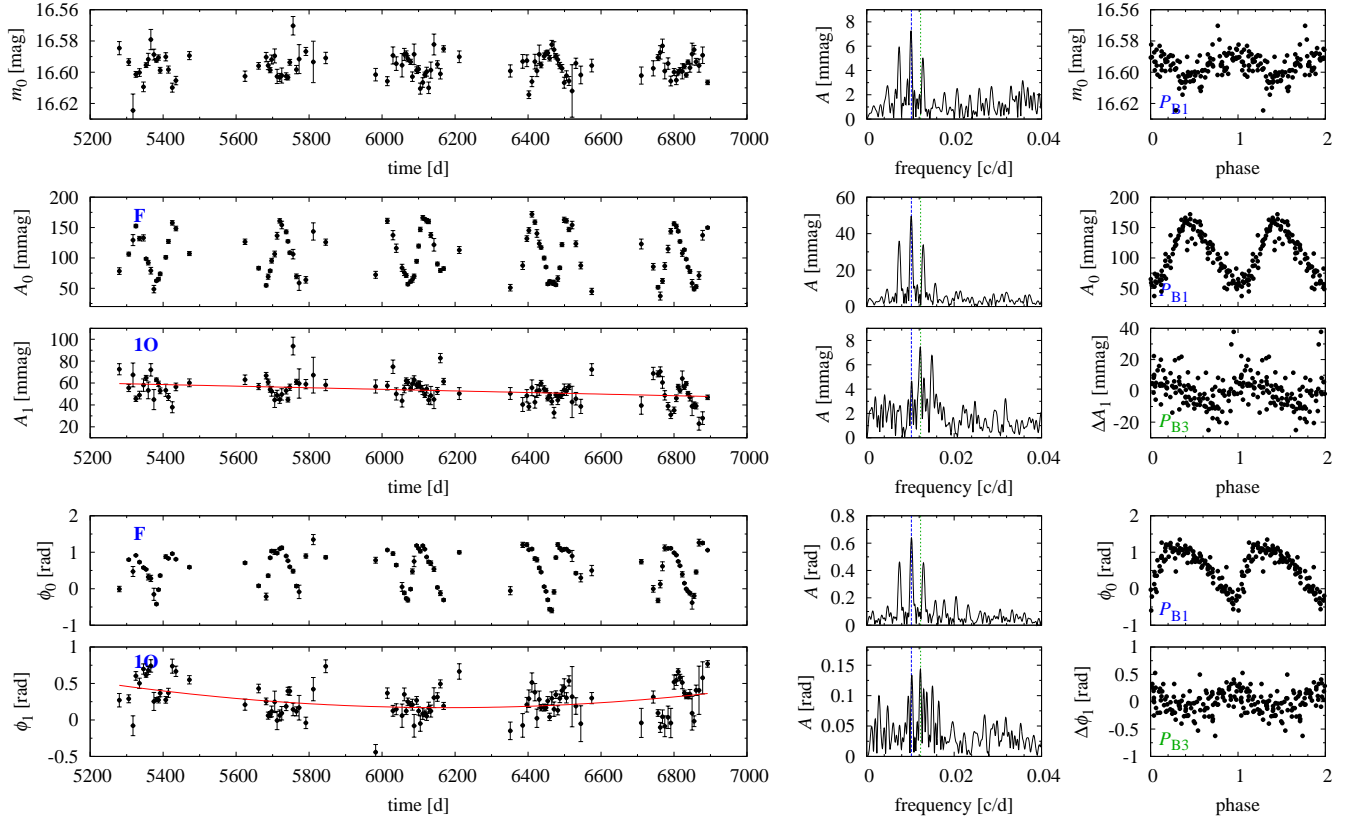 16.56 8 16.56
16.58 6 16.58
16.60 4 16.60
16.62 2 16.62
0
m₀ [mag] A [mmag] m₀ [mag] P_B1
5200 5400 5600 5800 6000 6200 6400 6600 6800 7000 0 0.02 0.04 0 1 2
time [d] frequency [c/d] phase
200 60 200
150 40 150
100 20 100
50 0 50
A₀ [mmag] F A [mmag] A₀ [mmag] P_B1
100 8 40
80 6 20
60 4 0
40 2 -20
20 0
A₁ [mmag] 1O A [mmag] ΔA₁ [mmag] P_B3
5200 5400 5600 5800 6000 6200 6400 6600 6800 7000 0 0.02 0.04 0 1 2
time [d] frequency [c/d] phase
2 0.8 2
1 0.6 1
0 0.4 0
-1 0.2 -1
0
ϕ₀ [rad] F A [rad] ϕ₀ [rad] P_B1
1 0.15 1
0.5 0.10 0.5
0 0.05 0
-0.5 0 -0.5
-1
ϕ₁ [rad] 1O A [rad] Δϕ₁ [rad] P_B3
5200 5400 5600 5800 6000 6200 6400 6600 6800 7000 0 0.02 0.04 0 1 2
time [d] frequency [c/d] phase